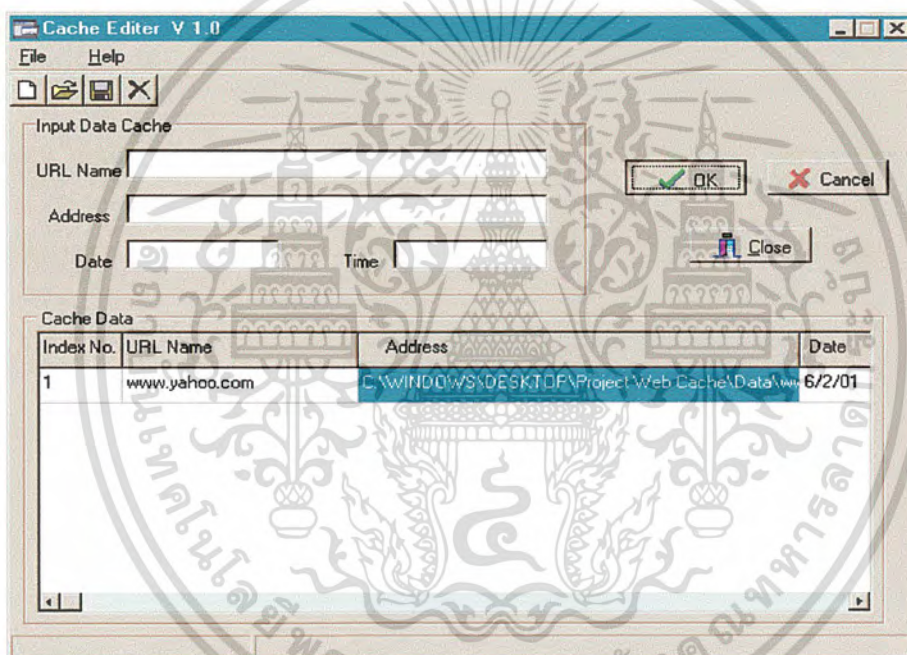 Cache Editer V 1.0
File Help
Input Data Cache
URL Name
OK
Cancel
Address
Close
Date
Time
Cache Data
Index No. URL Name Address Date
1 www.yahoo.com C:\WINDOWS\DESKTOP\Project Web Cache\Data\ww 6/2/01